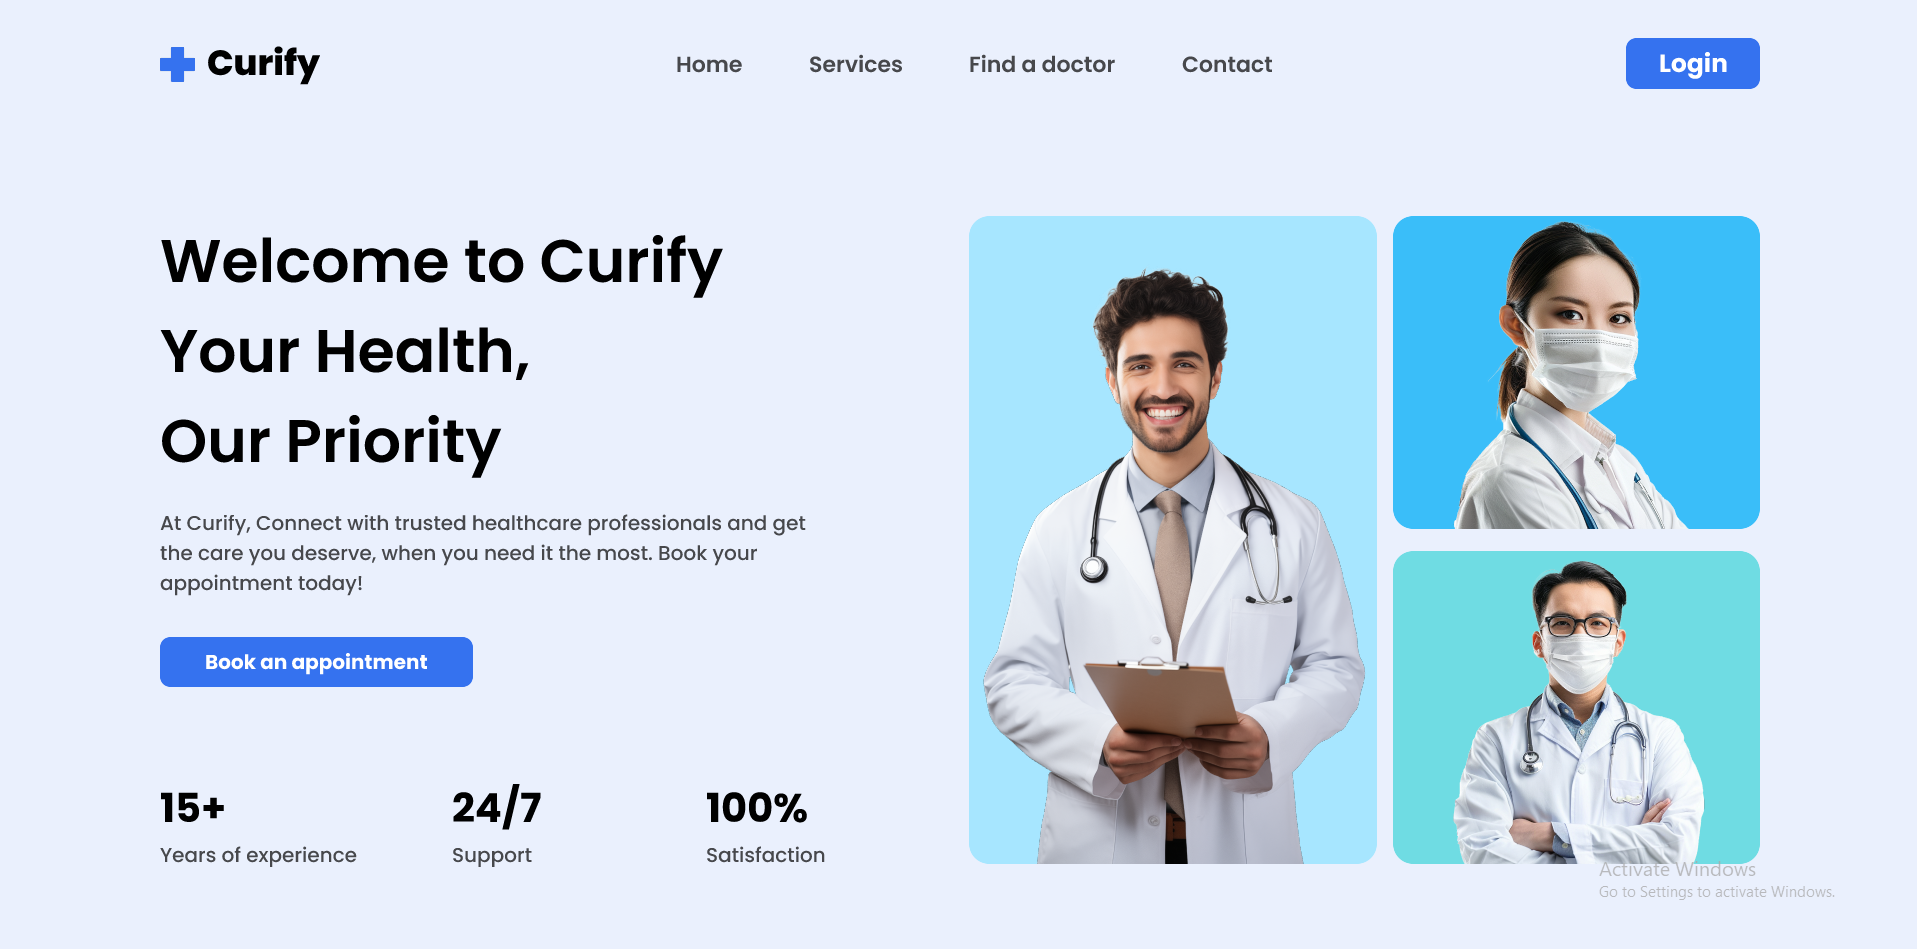 Curify
Home
Services
Find a doctor
Contact
Login
Welcome to Curify
Your Health,
Our Priority
At Curify, Connect with trusted healthcare professionals and get
the care you deserve, when you need it the most. Book your
appointment today!
Book an appointment
15+
Years of experience
24/7
Support
100%
Satisfaction
Activate Windows
Go to Settings to activate Windows.